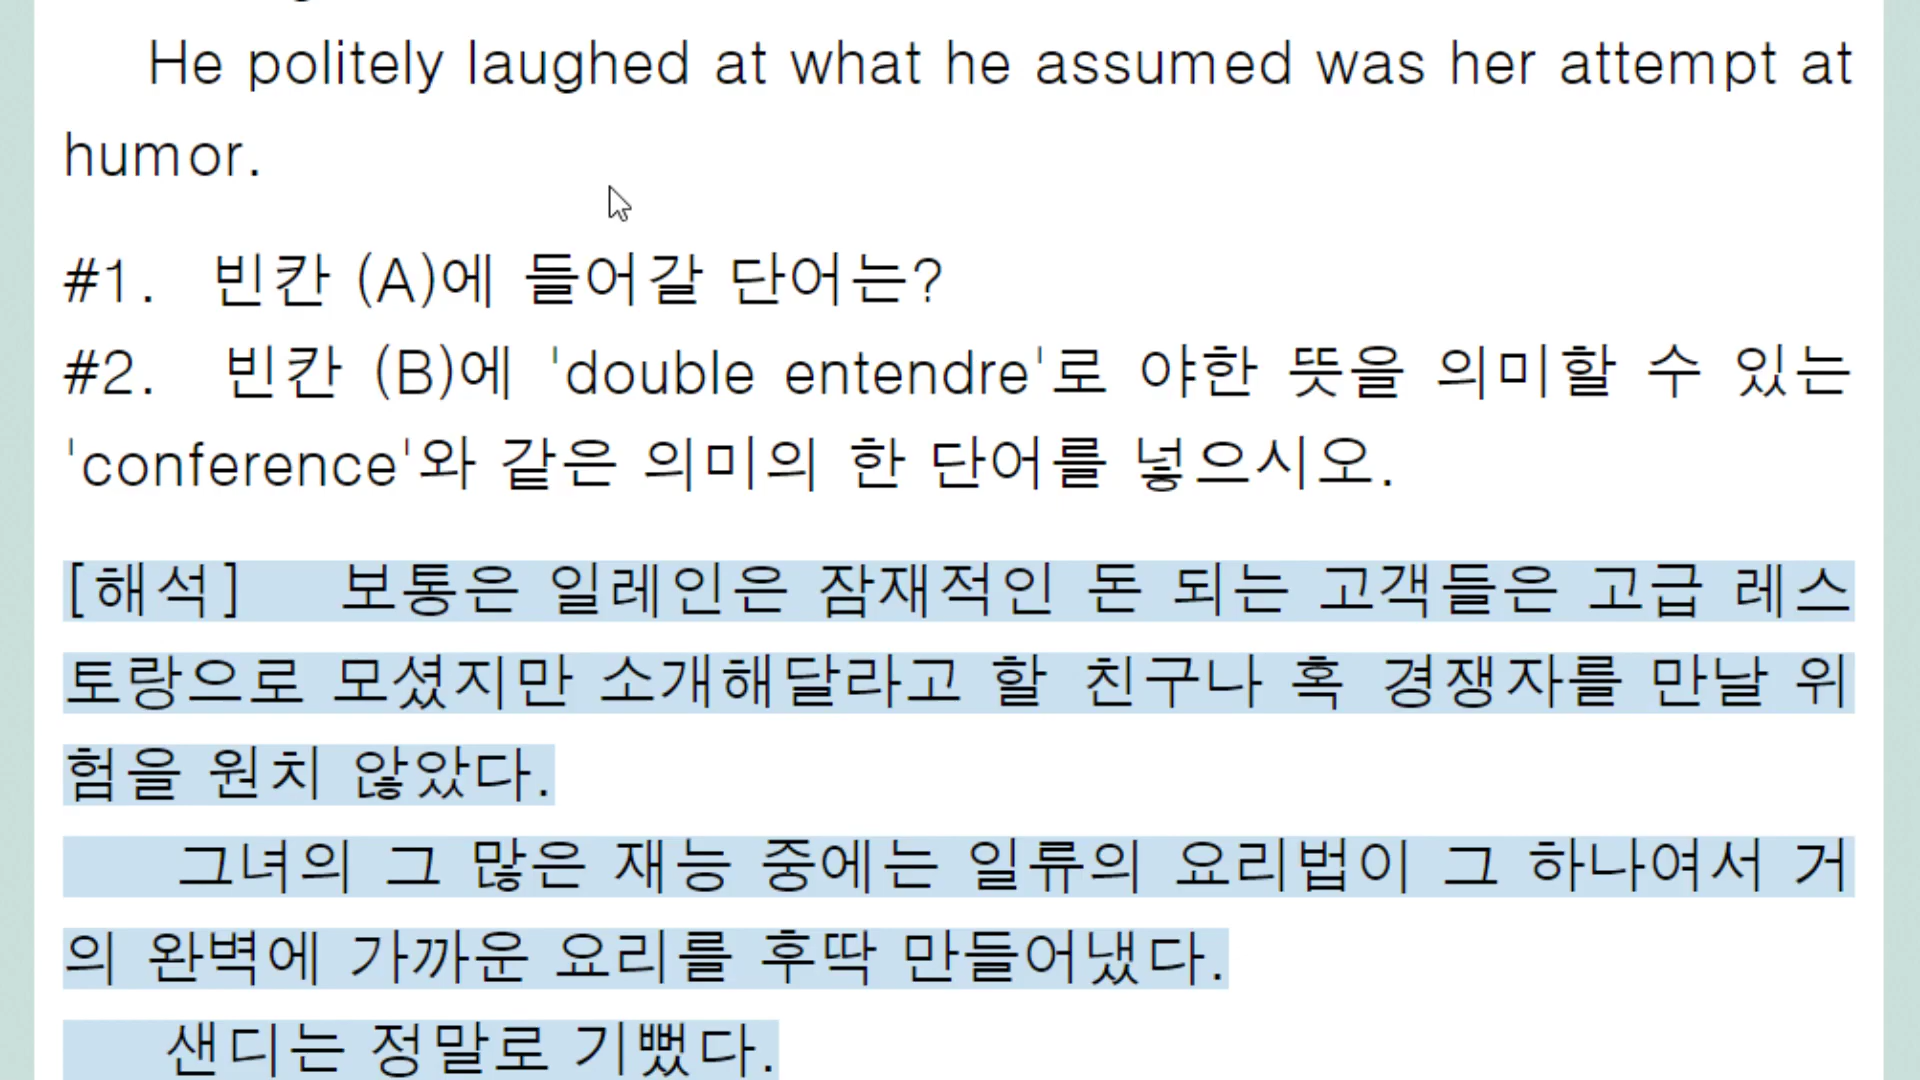 He politely laughed at what he assumed was her attempt at
humor.
#1. 빈칸 (A)에 들어갈 단어는?
#2. 빈칸 (B)에 'double entendre'로 야한 뜻을 의미할 수 있는
'conference'와 같은 의미의 한 단어를 넣으시오.
[해석] 보통은 일레인은 잠재적인 돈 되는 고객들은 고급 레스
토랑으로 모셨지만 소개해달라고 할 친구나 혹 경쟁자를 만날 위
험을 원치 않았다.
그녀의 그 많은 재능 중에는 일류의 요리법이 그 하나여서 거
의 완벽에 가까운 요리를 후딱 만들어냈다.
샌디는 정말로 기뻤다.